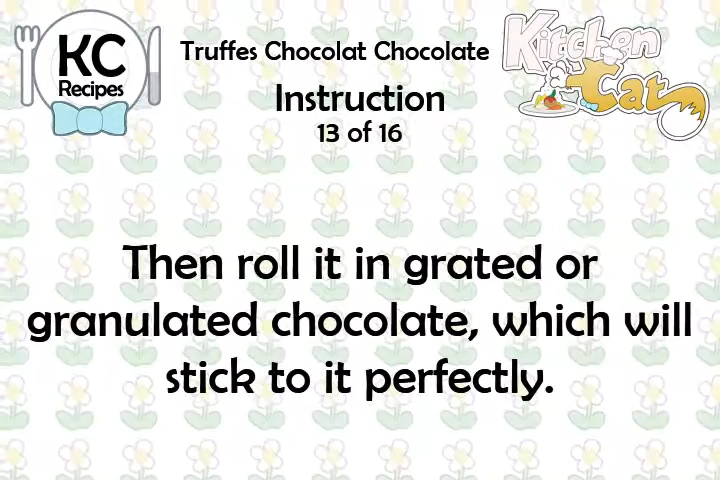 KC
Recipes
Truffes Chocolat Chocolate
Kitchen
Cat
Instruction
13 of 16
Then roll it in grated or
granulated chocolate, which will
stick to it perfectly.